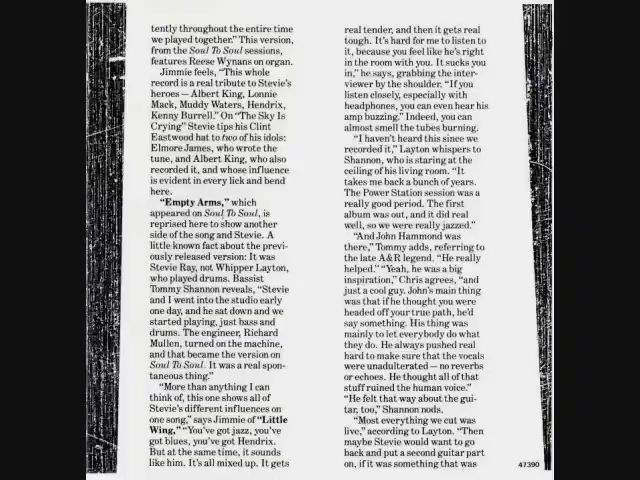 tently throughout the entire time
we played together." This version,
from the Soul To Soul sessions,
features Reese Wynans on organ.
Jimmie feels, "This whole
record is a real tribute to Stevie's
heroes — Albert King, Lonnie
Mack, Muddy Waters, Hendrix,
Kenny Burrell." On "The Sky Is
Crying" Stevie tips his Clint
Eastwood hat to two of his idols:
Elmore James, who wrote the
tune, and Albert King, who also
recorded it, and whose influence
is evident in every lick and bend
here.
"Empty Arms," which
appeared on Soul To Soul, is
reprised here to show another
side of the song and Stevie. A
little known fact about the previ-
ously released version: It was
Stevie Ray, not Whipper Layton,
who played drums. Bassist
Tommy Shannon reveals, "Stevie
and I went into the studio early
one day, and he sat down and we
started playing, just bass and
drums. The engineer, Richard
Mullen, turned on the machine,
and that became the version on
Soul To Soul. It was a real spon-
taneous thing."
"More than anything I can
think of, this one shows all of
Stevie's different influences on
one song," says Jimmie of "Little
Wing," "You've got jazz, you've
got blues, you've got Hendrix.
But at the same time, it sounds
like him. It's all mixed up. It gets
real tender, and then it gets real
tough. It's hard for me to listen to
it, because you feel like he's right
in the room with you. It sucks you
in," he says, grabbing the inter-
viewer by the shoulder. "If you
listen closely, especially with
headphones, you can even hear his
amp buzzing." Indeed, you can
almost smell the tubes burning.
"I haven't heard this since we
recorded it," Layton whispers to
Shannon, who is staring at the
ceiling of his living room. "It
takes me back a bunch of years.
The Power Station session was a
really good period. The first
album was out, and it did real
well, so we were really jazzed."
"And John Hammond was
there," Tommy adds, referring to
the late A&R legend. "He really
helped." "Yeah, he was a big
inspiration," Chris agrees, "and
just a cool guy. John's main thing
was that if he thought you were
headed off your true path, he'd
say something. His thing was
mainly to let everybody do what
they do. He always pushed real
hard to make sure that the vocals
were unadulterated — no reverbs
or echoes. He thought all of that
stuff ruined the human voice."
"He felt that way about the gui-
tar, too," Shannon nods.
"Most everything we cut was
live," according to Layton. "Then
maybe Stevie would want to go
back and put a second guitar part
on, if it was something that was
47390